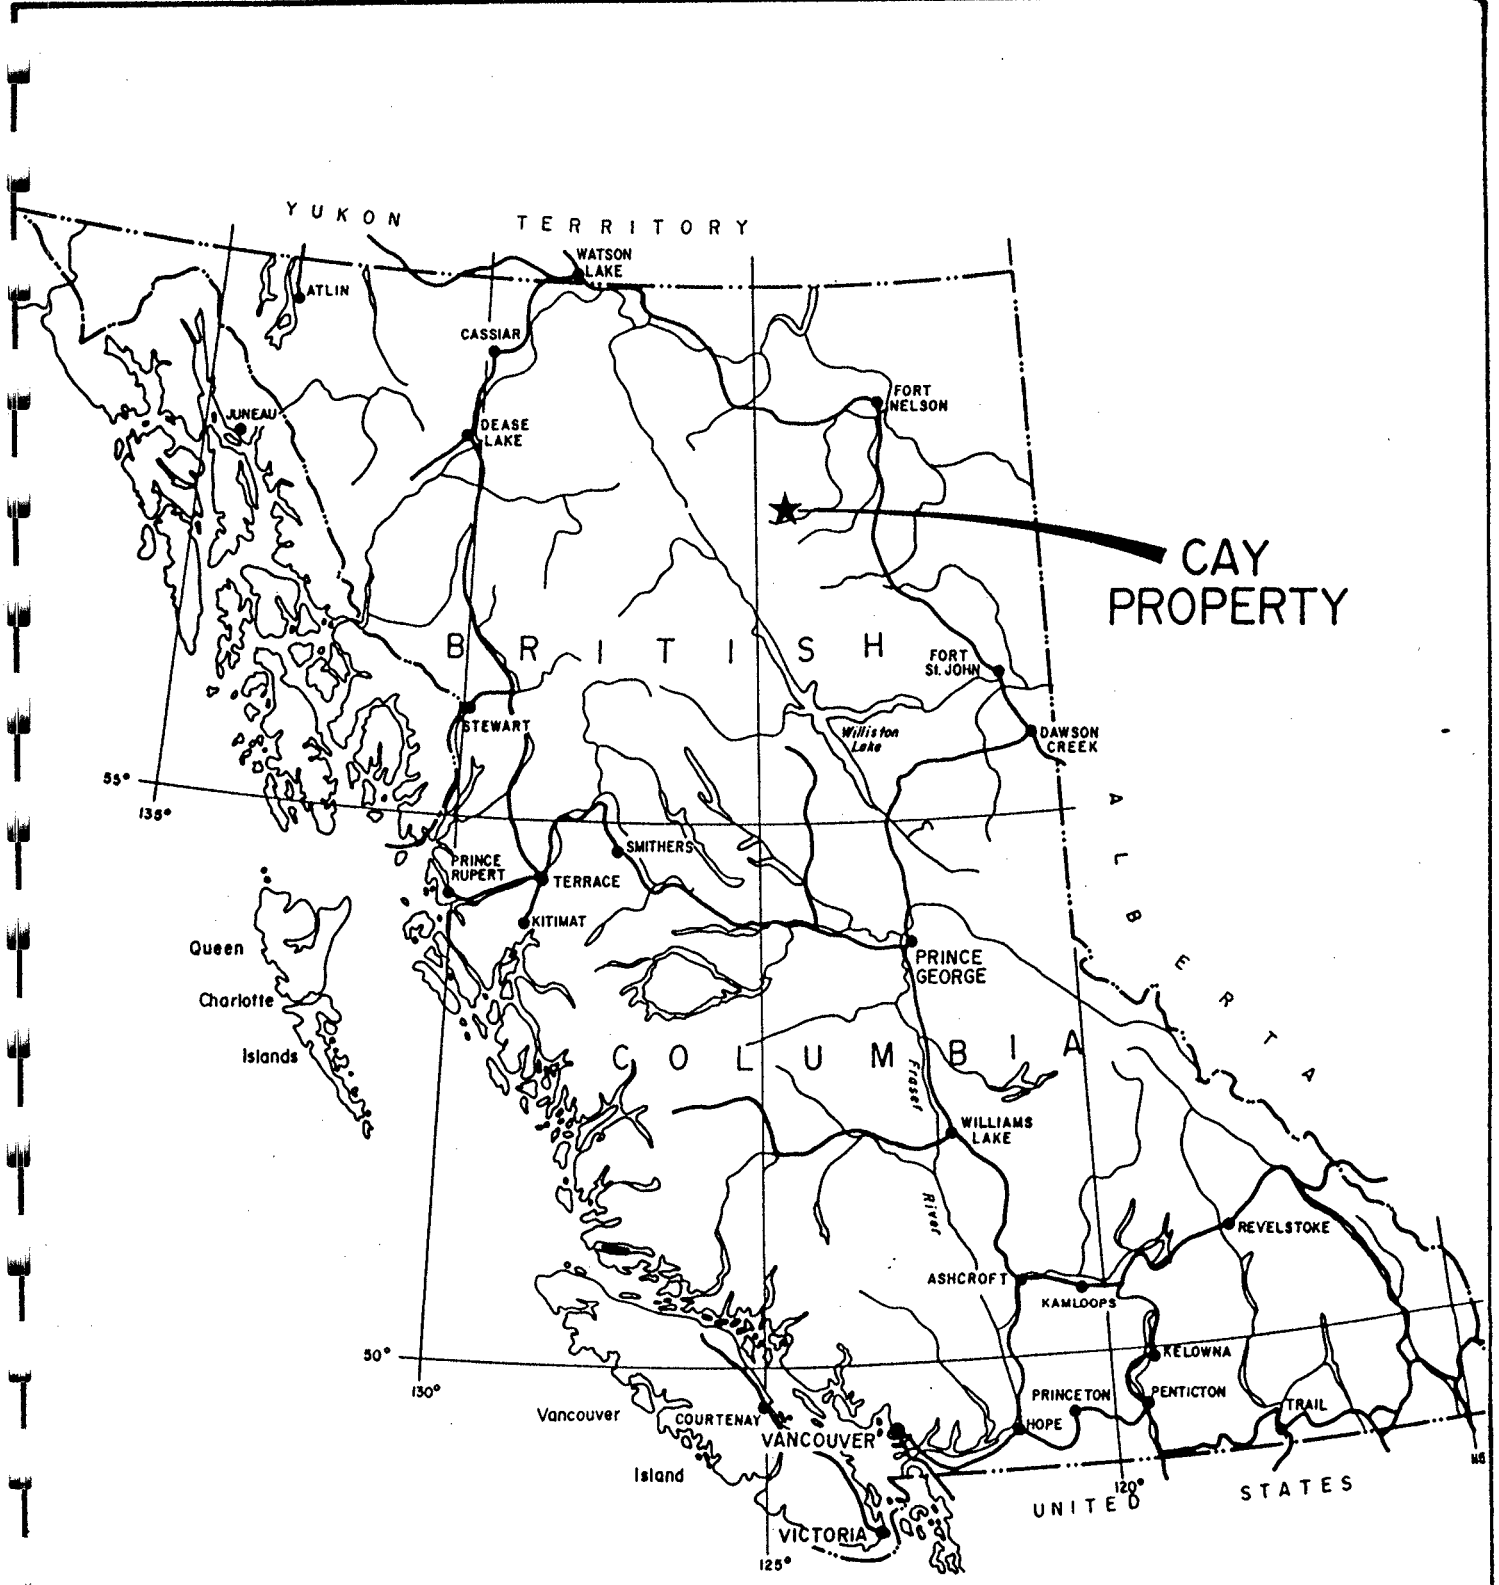 YUKON TERRITORY
WATSON
LAKE
ATLIN
CASSIAR
JUNEAU
DEASE
LAKE
FORT
NELSON
CAY
PROPERTY
BRITISH
FORT
St. JOHN
STEWART
Williston
Lake
DAWSON
CREEK
55°
135°
ALBERTA
PRINCE
RUPERT
SMITHERS
TERRACE
KITIMAT
Queen
Charlotte
Islands
PRINCE
GEORGE
COLUMBIA
Fraser
River
WILLIAMS
LAKE
REVELSTOKE
ASHCROFT
KAMLOOPS
50°
130°
KELOWNA
PRINCETON
PENTICTON
TRAIL
HOPE
Vancouver
Island
COURTENAY
VANCOUVER
VICTORIA
125°
120°
UNITED STATES